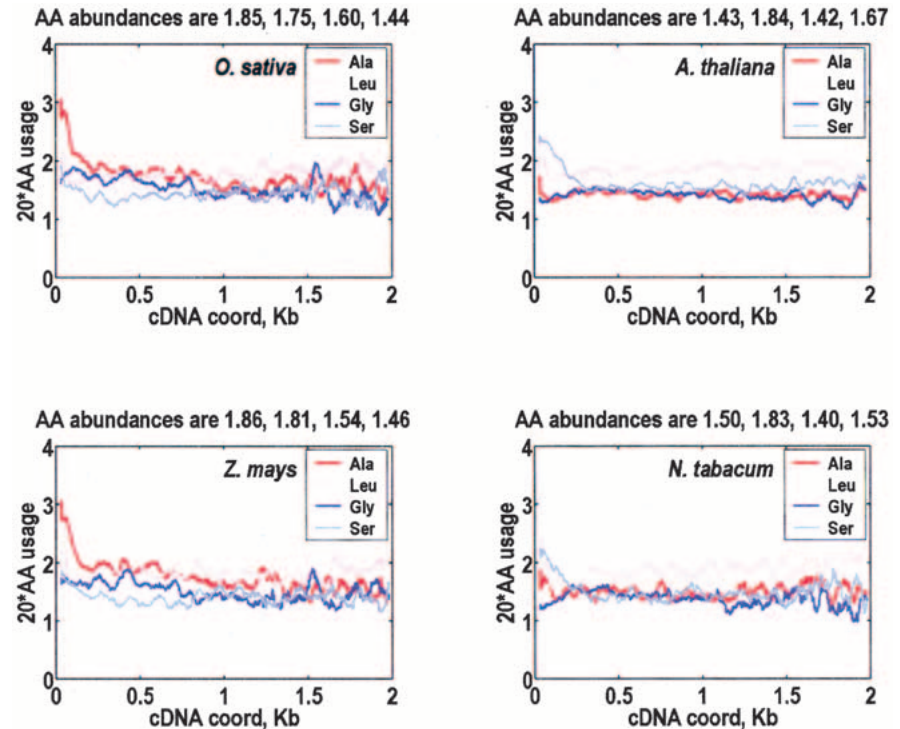 AA abundances are 1.85, 1.75, 1.60, 1.44
4
3
2
1
0
20*AA usage
O. sativa
Ala
Leu
Gly
Ser
0
0.5
1
1.5
2
cDNA coord, Kb
AA abundances are 1.43, 1.84, 1.42, 1.67
4
3
2
1
0
20*AA usage
A. thaliana
Ala
Leu
Gly
Ser
0
0.5
1
1.5
2
cDNA coord, Kb
AA abundances are 1.86, 1.81, 1.54, 1.46
4
3
2
1
0
20*AA usage
Z. mays
Ala
Leu
Gly
Ser
0
0.5
1
1.5
2
cDNA coord, Kb
AA abundances are 1.50, 1.83, 1.40, 1.53
4
3
2
1
0
20*AA usage
N. tabacum
Ala
Leu
Gly
Ser
0
0.5
1
1.5
2
cDNA coord, Kb